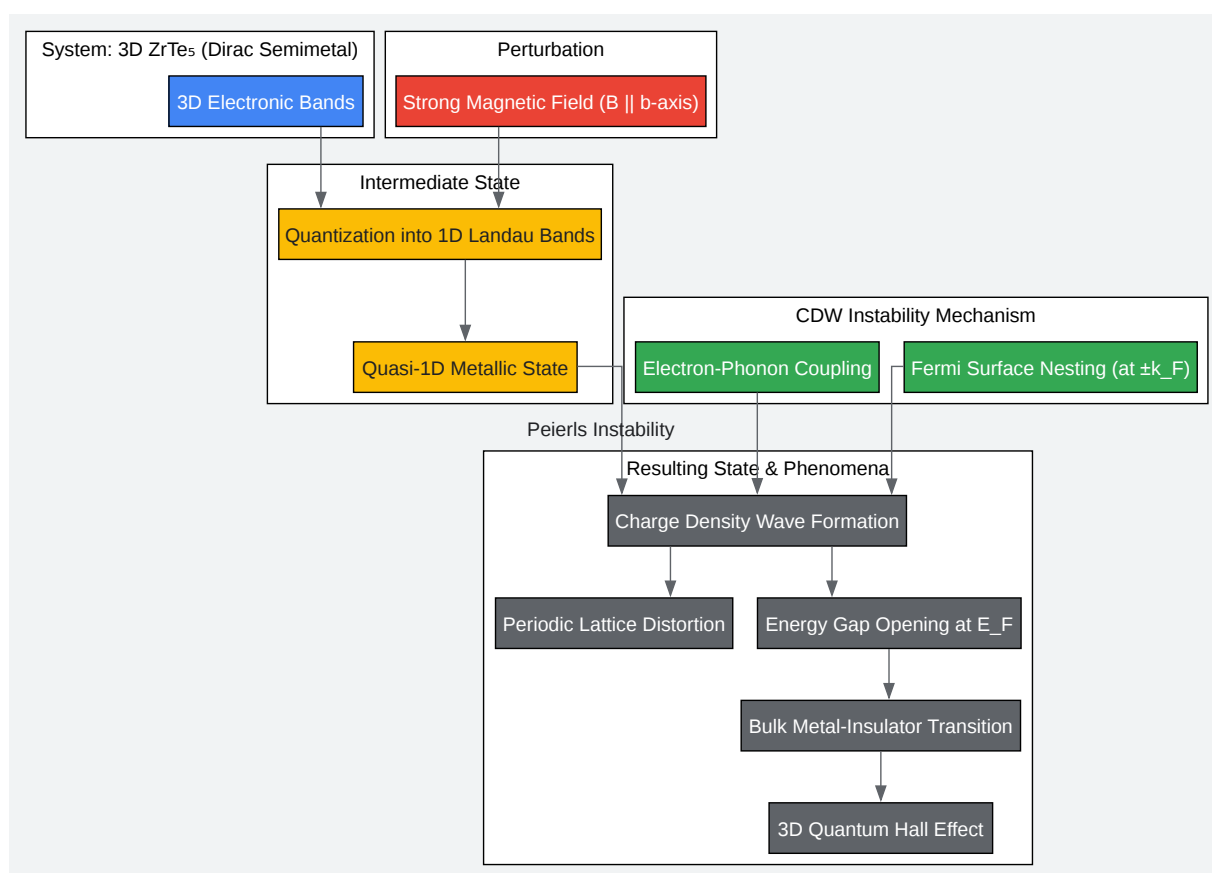 System: 3D ZrTe₅ (Dirac Semimetal)
Perturbation
3D Electronic Bands
Strong Magnetic Field (B || b-axis)
Intermediate State
Quantization into 1D Landau Bands
CDW Instability Mechanism
Quasi-1D Metallic State
Electron-Phonon Coupling
Fermi Surface Nesting (at ±k_F)
Peierls Instability
Resulting State & Phenomena
Charge Density Wave Formation
Periodic Lattice Distortion
Energy Gap Opening at E_F
Bulk Metal-Insulator Transition
3D Quantum Hall Effect